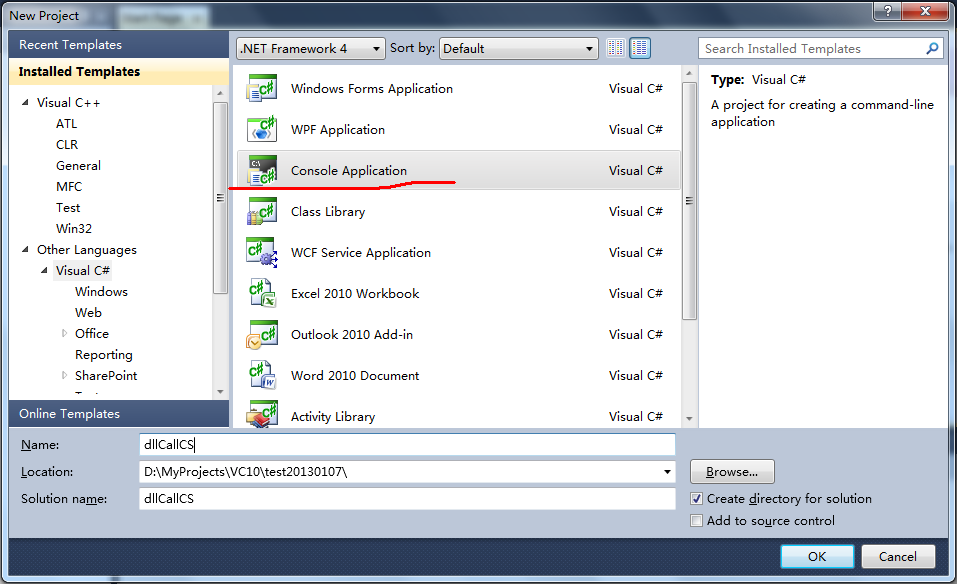 New Project
Recent Templates
Installed Templates
Visual C++
ATL
CLR
General
MFC
Test
Win32
Other Languages
Visual C#
Windows
Web
Office
Reporting
SharePoint
Online Templates
.NET Framework 4
Sort by:
Default
Windows Forms Application Visual C#
WPF Application Visual C#
Console Application Visual C#
Class Library Visual C#
WCF Service Application Visual C#
Excel 2010 Workbook Visual C#
Outlook 2010 Add-in Visual C#
Word 2010 Document Visual C#
Activity Library Visual C#
Search Installed Templates
Type: Visual C#
A project for creating a command-line
application
Name: dllCallCS
Location: D:\MyProjects\VC10\test20130107\
Browse...
Solution name: dllCallCS
Create directory for solution
Add to source control
OK
Cancel